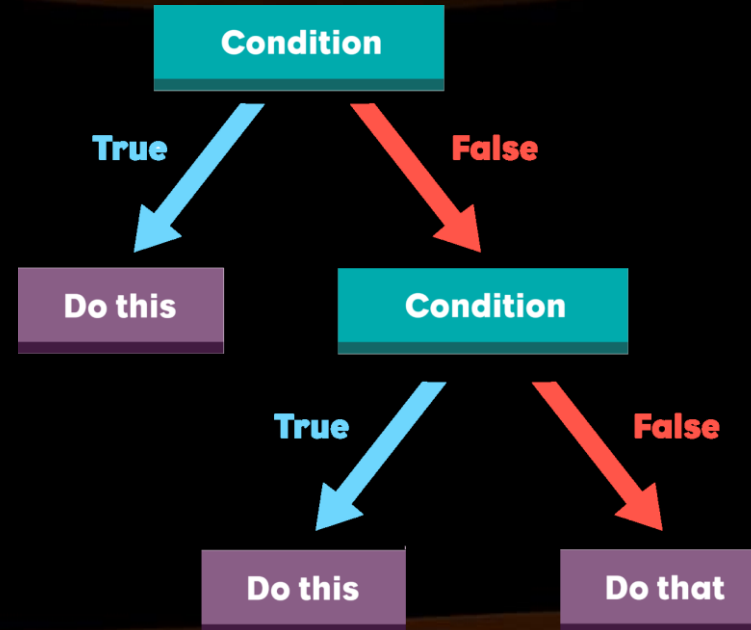 Condition
True
False
Do this
Condition
True
False
Do this
Do that